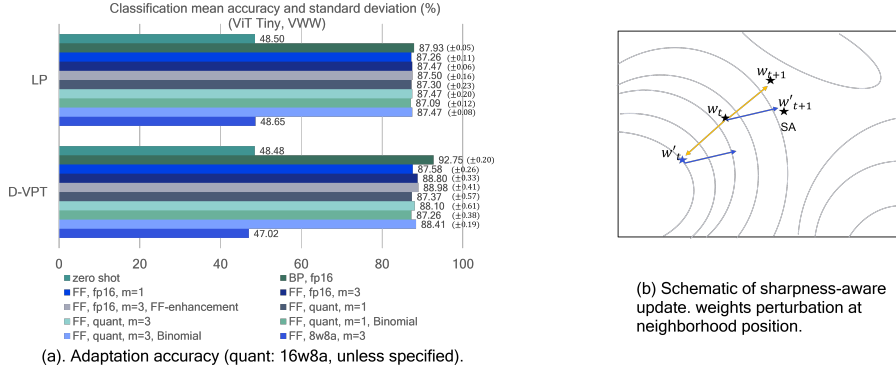 Classification mean accuracy and standard deviation (%)
(ViT Tiny, VWW)
LP
48.50
87.93 (±0.05)
87.26 (±0.11)
87.47 (±0.06)
87.50 (±0.16)
87.30 (±0.23)
87.47 (±0.20)
87.09 (±0.12)
87.47 (±0.08)
48.65
D-VPT
48.48
92.75 (±0.20)
87.58 (±0.26)
88.80 (±0.33)
88.98 (±0.41)
87.37 (±0.57)
88.10 (±0.61)
87.26 (±0.38)
88.41 (±0.19)
47.02
0 20 40 60 80 100
zero shot BP, fp16
FF, fp16, m=1 FF, fp16, m=3
FF, fp16, m=3, FF-enhancement FF, quant, m=1
FF, quant, m=3 FF, quant, m=1, Binomial
FF, quant, m=3, Binomial FF, 8w8a, m=3
(a). Adaptation accuracy (quant: 16w8a, unless specified).
w_{t+1}
w_t
w'_{t+1}
SA
w'_t
(b) Schematic of sharpness-aware
update. weights perturbation at
neighborhood position.